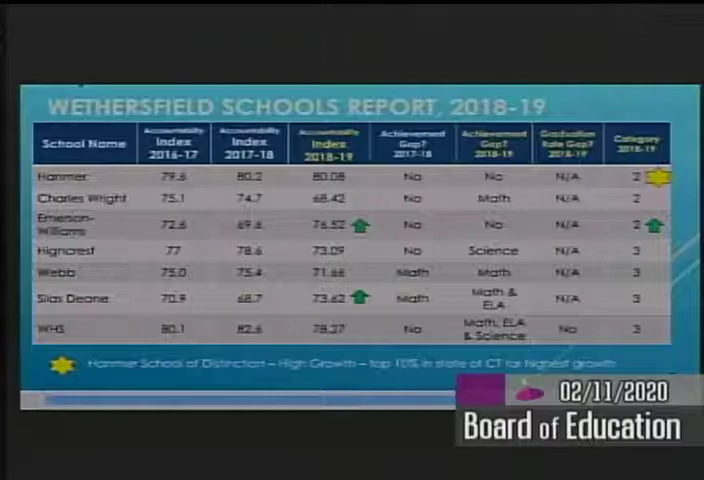 WETHERSFIELD SCHOOLS REPORT, 2018-19
School Name Accountability Index 2016-17 Accountability Index 2017-18 Accountability Index 2018-19 Achievement Gap? 2017-18 Achievement Gap? 2018-19 Graduation Rate Gap? 2018-19 Category 2018-19
Hanmer 79.6 80.2 80.08 No No N/A 2
Charles Wright 75.1 74.7 68.42 No Math N/A 2
Emerson-Williams 72.6 69.6 76.52 No No N/A 2
Highcrest 77 78.6 73.09 No Science N/A 3
Webb 75.0 75.4 71.68 Math Math N/A 3
Silas Deane 70.9 68.7 73.62 Math Math & ELA N/A 3
WHS 80.1 82.6 78.27 No Math, ELA & Science No 3
Hanmer School of Distinction – High Growth – top 10% in state of CT for highest growth
02/11/2020
Board of Education